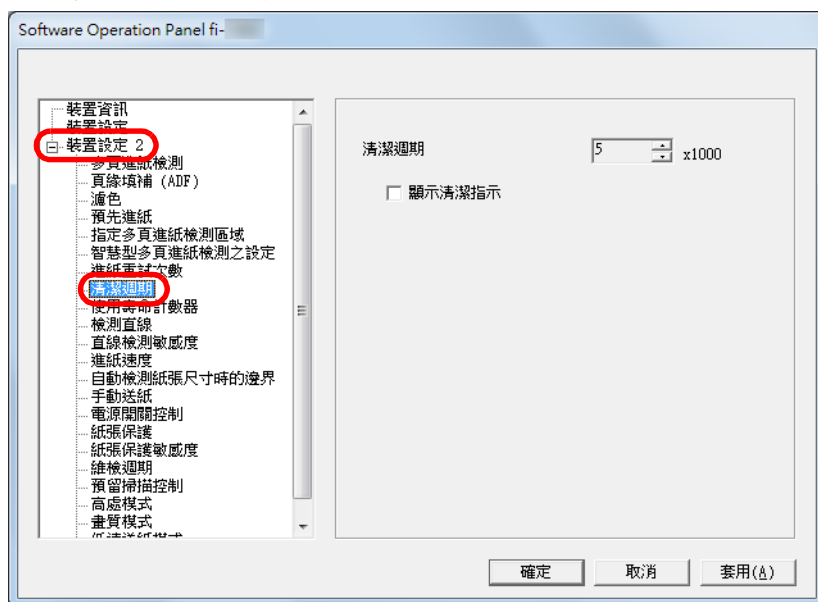 Software Operation Panel fi-
裝置資訊
裝置設定
裝置設定 2
多頁進紙檢測
頁緣填補 (ADF)
濾色
預先進紙
指定多頁進紙檢測區域
智慧型多頁進紙檢測之設定
進紙重試次數
清潔週期
使用壽命計數器
檢測直線
直線檢測敏感度
進紙速度
自動檢測紙張尺寸時的邊界
手動送紙
電源開關控制
紙張保護
紙張保護敏感度
維檢週期
預留掃描控制
高處模式
畫質模式
低速送紙模式
清潔週期
5
x1000
顯示清潔指示
確定
取消
套用(A)